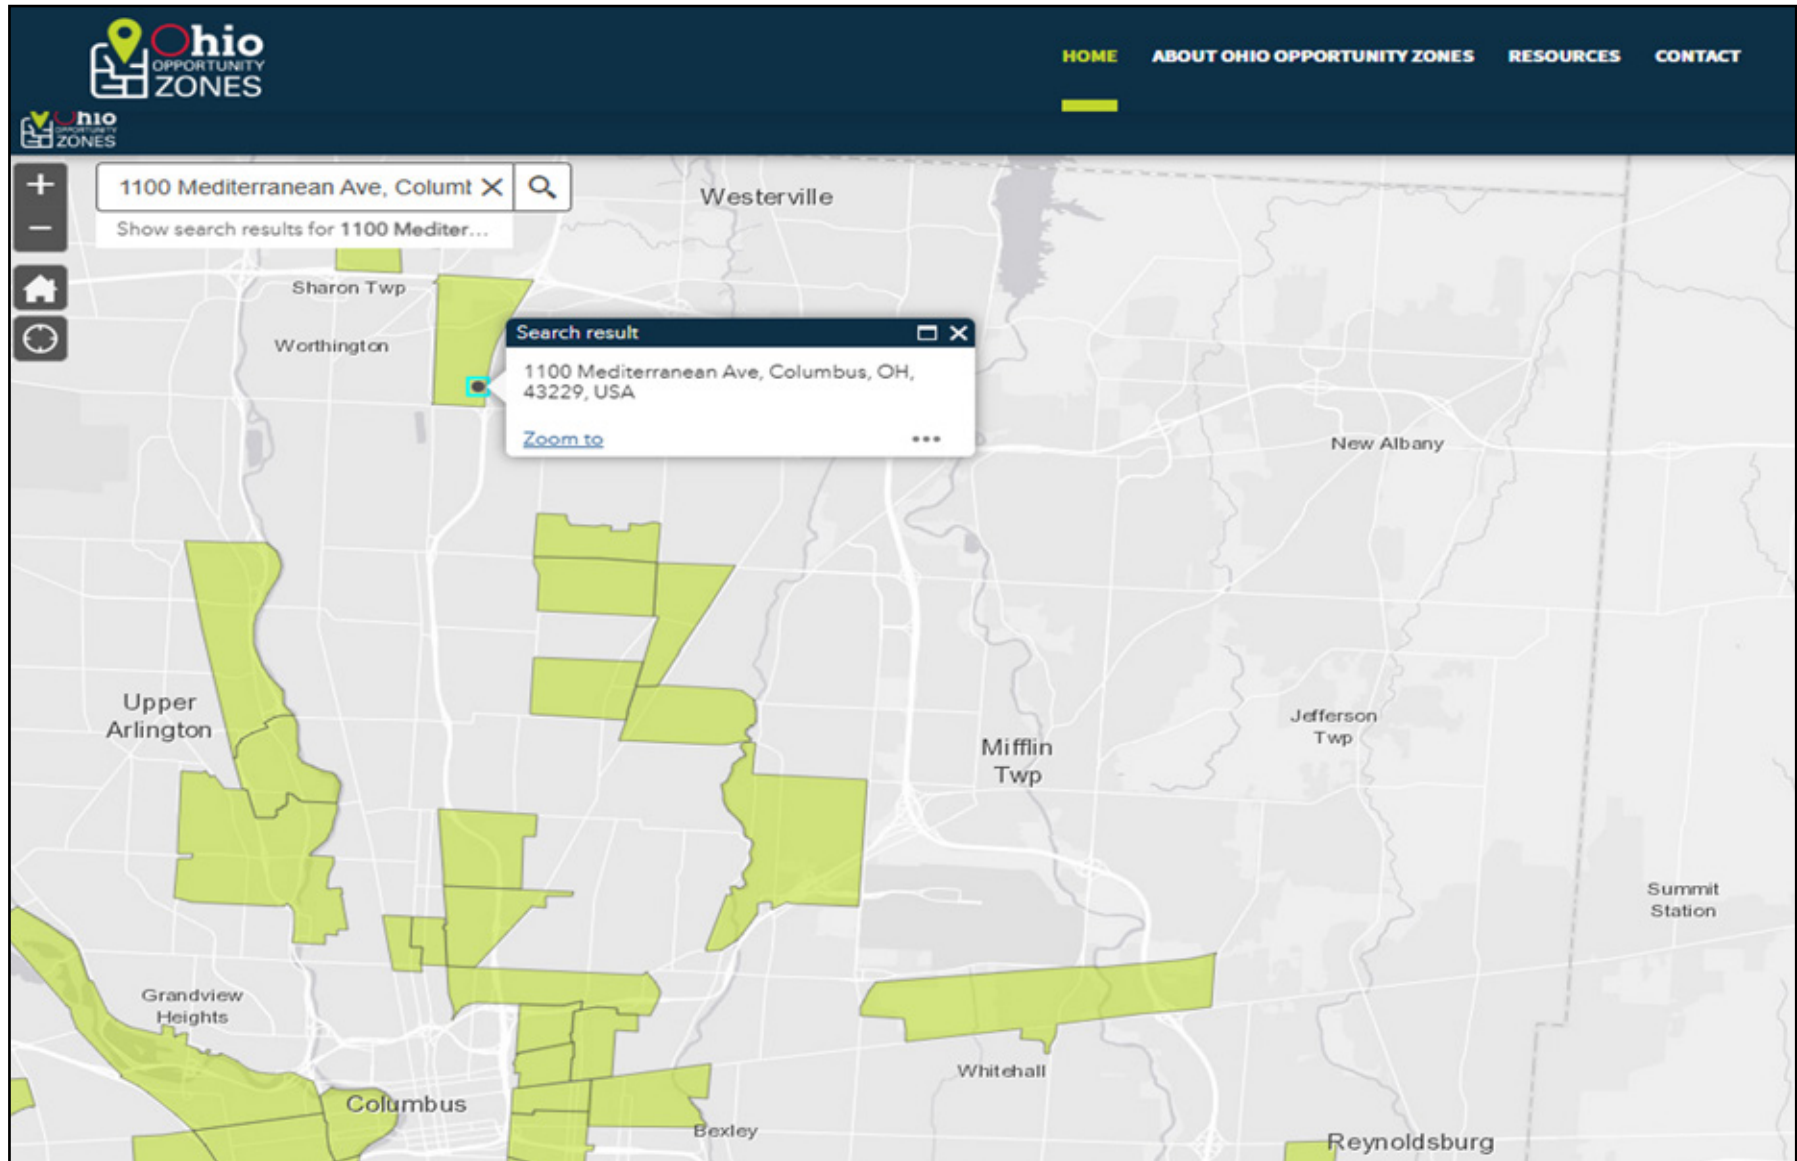 Ohio
OPPORTUNITY
ZONES
HOME ABOUT OHIO OPPORTUNITY ZONES RESOURCES CONTACT
Ohio
OPPORTUNITY
ZONES
+
−
1100 Mediterranean Ave, Columb
Show search results for 1100 Mediter...
Westerville
Sharon Twp
Worthington
Search result
1100 Mediterranean Ave, Columbus, OH,
43229, USA
Zoom to
New Albany
Upper
Arlington
Jefferson
Twp
Mifflin
Twp
Summit
Station
Grandview
Heights
Whitehall
Columbus
Bexley
Reynoldsburg